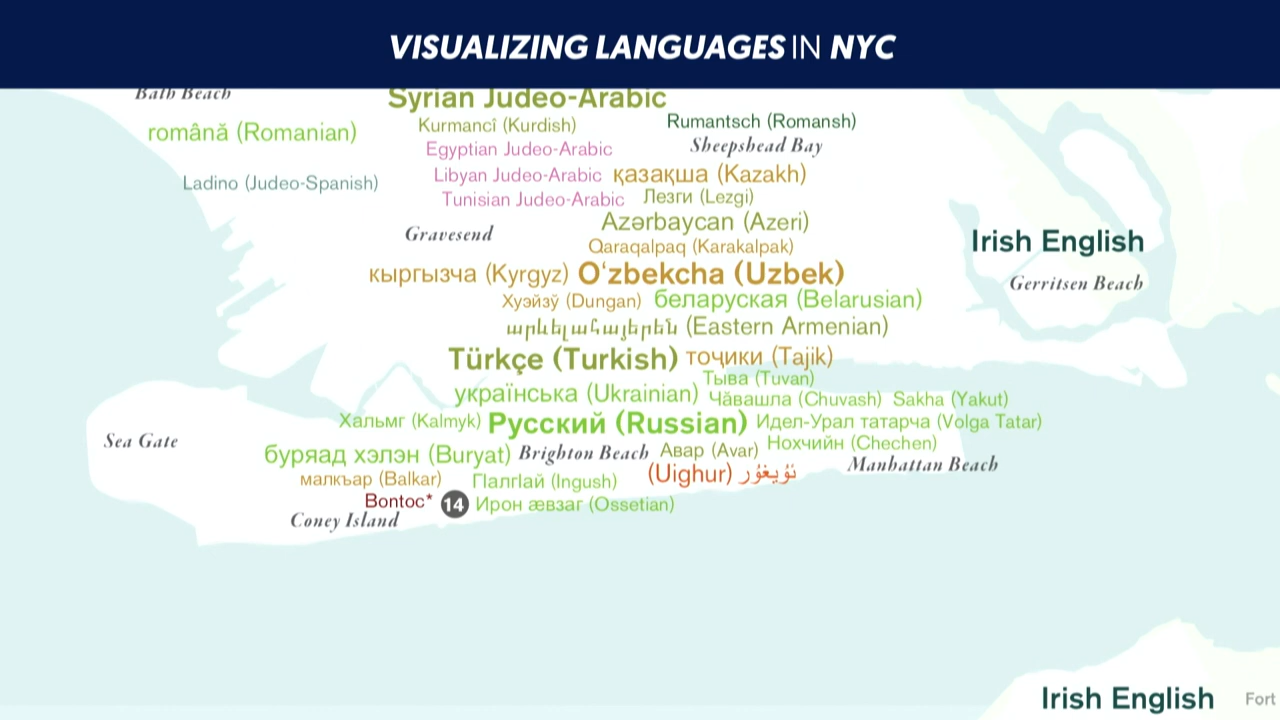 VISUALIZING LANGUAGES IN NYC
Bath Beach
Syrian Judeo-Arabic
română (Romanian)
Kurmancî (Kurdish)
Rumantsch (Romansh)
Egyptian Judeo-Arabic
Sheepshead Bay
Ladino (Judeo-Spanish)
Libyan Judeo-Arabic
қазақша (Kazakh)
Tunisian Judeo-Arabic
Лезги (Lezgi)
Azərbaycan (Azeri)
Gravesend
Irish English
Qaraqalpaq (Karakalpak)
кыргызча (Kyrgyz)
Oʻzbekcha (Uzbek)
Gerritsen Beach
Хуэйзў (Dungan)
беларуская (Belarusian)
արևելահայերեն (Eastern Armenian)
Türkçe (Turkish)
тоҷики (Tajik)
Тыва (Tuvan)
українська (Ukrainian)
Чӑвашла (Chuvash)
Sakha (Yakut)
Хальмг (Kalmyk)
Русский (Russian)
Идел-Урал татарча (Volga Tatar)
Sea Gate
Нохчийн (Chechen)
буряад хэлэн (Buryat)
Brighton Beach
Авар (Avar)
Manhattan Beach
малкъар (Balkar)
ГӀалгӀай (Ingush)
(Uighur) ئۇيغۇر
Bontoc*
14
Ирон æвзаг (Ossetian)
Coney Island
Irish English
Fort